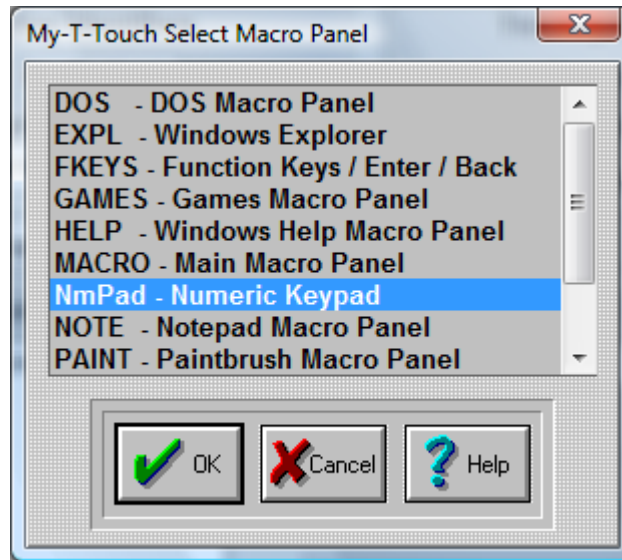 My-T-Touch Select Macro Panel
DOS - DOS Macro Panel
EXPL - Windows Explorer
FKEYS - Function Keys / Enter / Back
GAMES - Games Macro Panel
HELP - Windows Help Macro Panel
MACRO - Main Macro Panel
NmPad - Numeric Keypad
NOTE - Notepad Macro Panel
PAINT - Paintbrush Macro Panel
OK Cancel Help